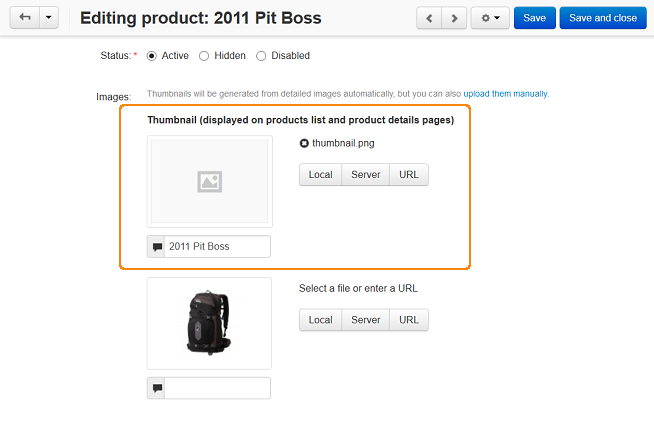 Editing product: 2011 Pit Boss
Save
Save and close
Status: * Active Hidden Disabled
Images: Thumbnails will be generated from detailed images automatically, but you can also upload them manually.
Thumbnail (displayed on products list and product details pages)
thumbnail.png
Local Server URL
2011 Pit Boss
Select a file or enter a URL
Local Server URL